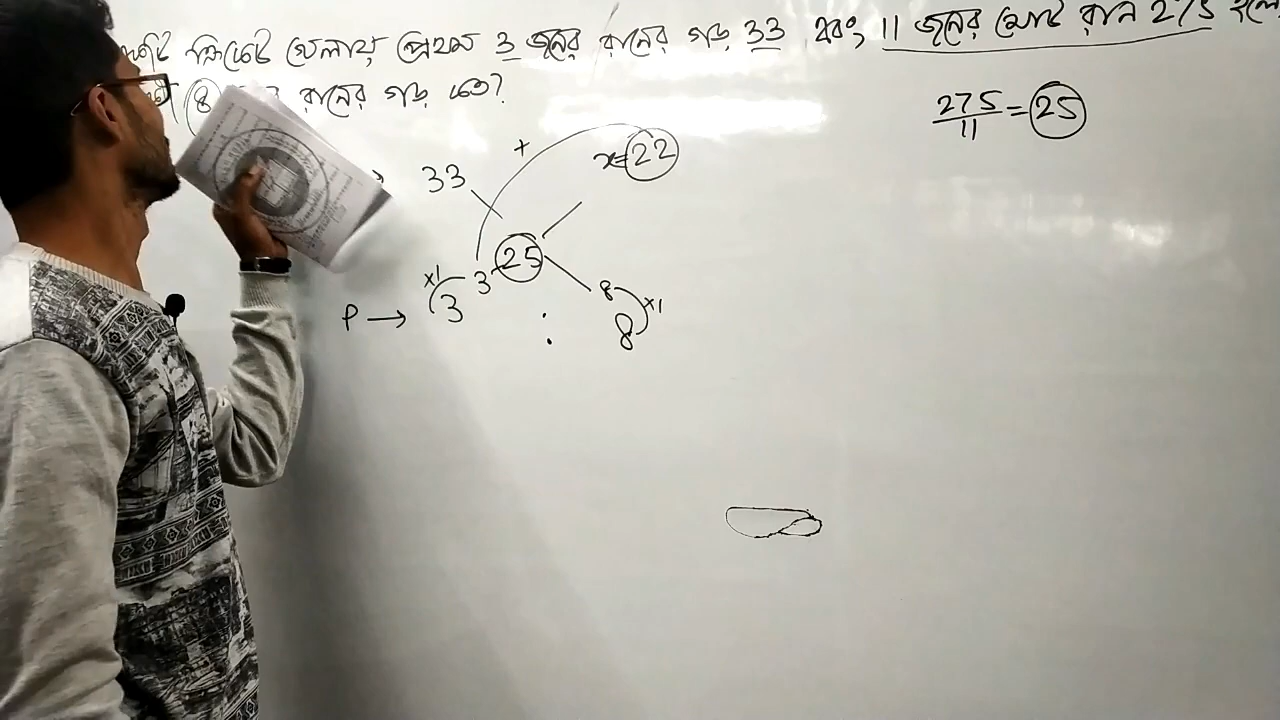 ক্রিকেট খেলায় প্রথম 3 জনের রানের গড় 33 এবং 11 জনের মোট রান 275 হলে
8 রানের গড় কত?
275/11 = 25
+
x=22
33
25
x1 3 8 x1
P → 3 : 8